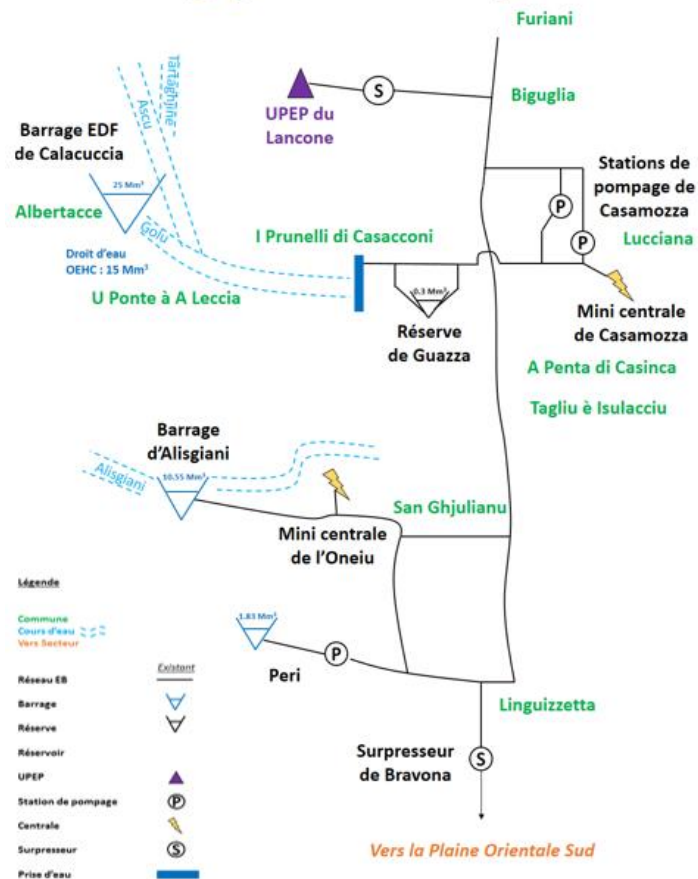 Furiani
Biguglia
UPEP du
Lancone
S
Tartaghjine
Ascu
Barrage EDF
de Calacuccia
25 Mm³
Albertacce
Golu
Droit d'eau
OEHC : 15 Mm³
U Ponte à A Leccia
I Prunelli di Casacconi
0.3 Mm³
Réserve
de Guazza
Stations de
pompage de
Casamozza
P
P
Lucciana
Mini centrale
de Casamozza
A Penta di Casinca
Tagliu è Isulacciu
Barrage
d'Alisgiani
Alisgiani
10.55 Mm³
Mini centrale
de l'Oneiu
San Ghjulianu
1.83 Mm³
Peri
P
Linguizzetta
Surpresseur
de Bravona
S
Vers la Plaine Orientale Sud
Légende
Commune
Cours d'eau
Vers Secteur
Existant
Réseau EB
Barrage
Réserve
Réservoir
UPEP
Station de pompage
P
Centrale
Surpresseur
S
Prise d'eau